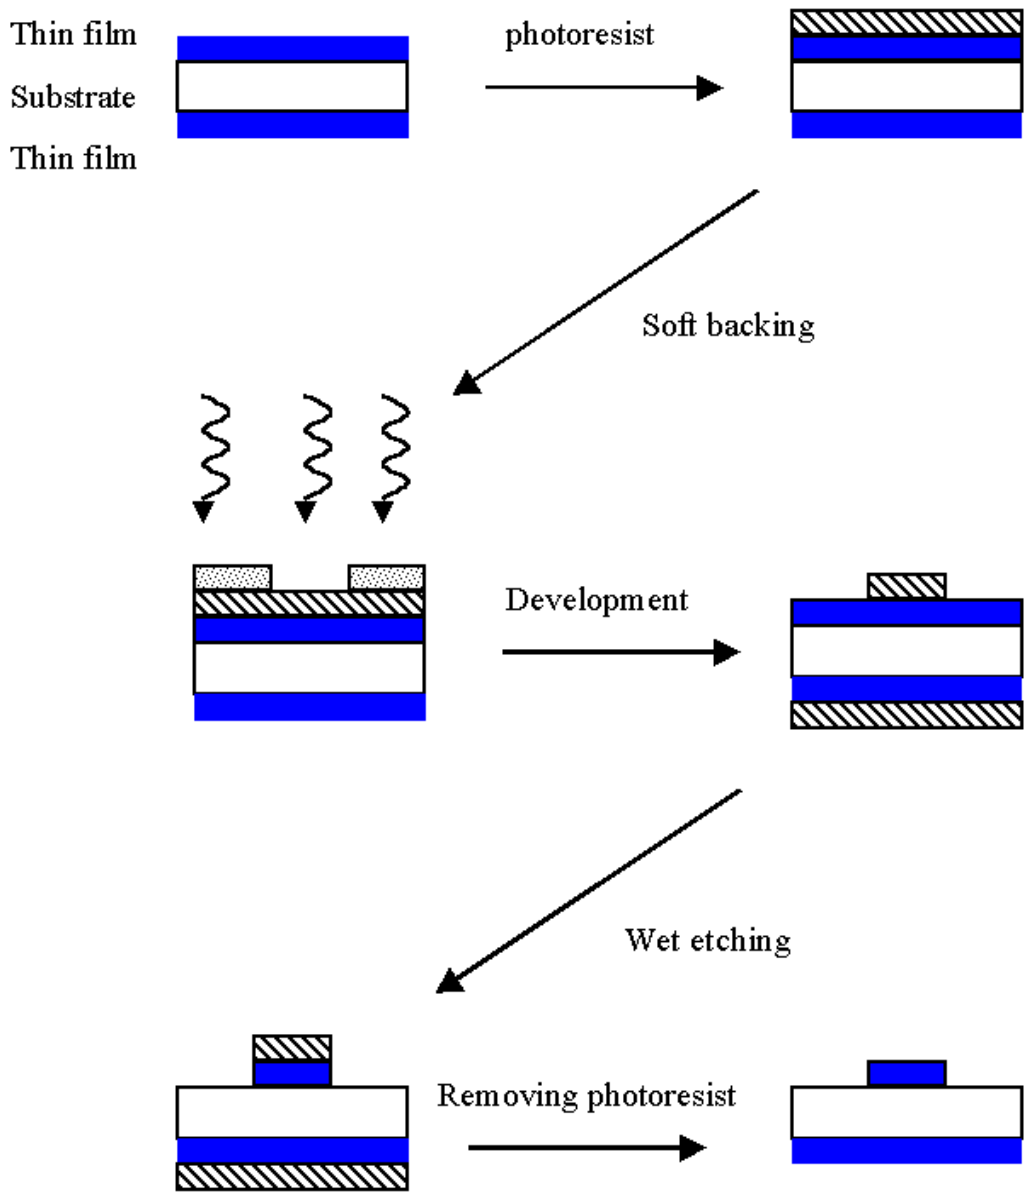 Thin film
photoresist
Substrate
Thin film
Soft backing
Development
Wet etching
Removing photoresist